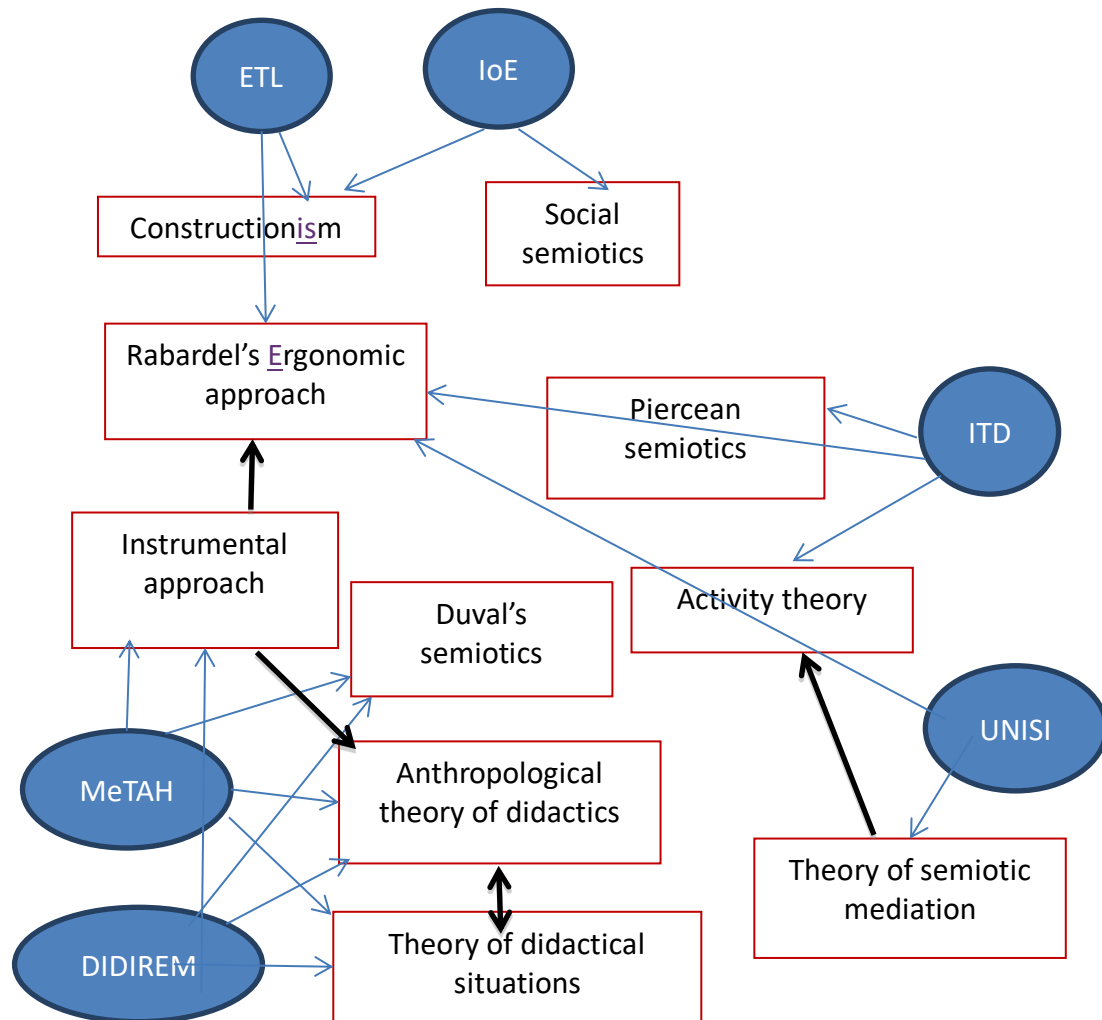 ETL
IoE
Constructionism
Social
semiotics
Rabardel’s Ergonomic
approach
Piercean
semiotics
ITD
Instrumental
approach
Duval’s
semiotics
Activity theory
UNISI
MeTAH
Anthropological
theory of didactics
Theory of semiotic
mediation
DIDIREM
Theory of didactical
situations